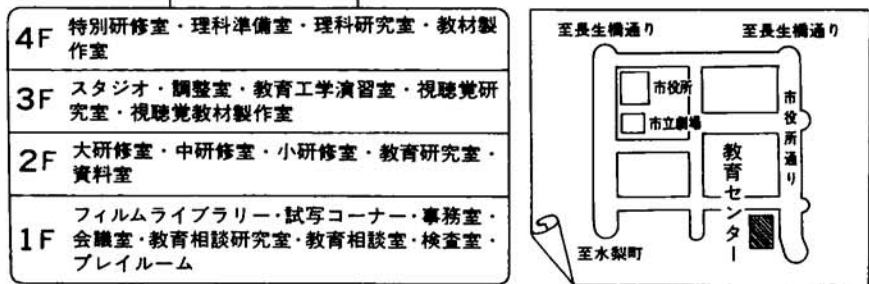 4F 特別研修室・理科準備室・理科研究室・教材製
作室
3F スタジオ・調整室・教育工学演習室・視聴覚研
究室・視聴覚教材製作室
2F 大研修室・中研修室・小研修室・教育研究室・
資料室
1F フィルムライブラリー・試写コーナー・事務室・
会議室・教育相談研究室・教育相談室・検査室・
プレイルーム
至長生橋通り
至長生橋通り
市役所
市立劇場
市役所通り
教育センター
至水梨町